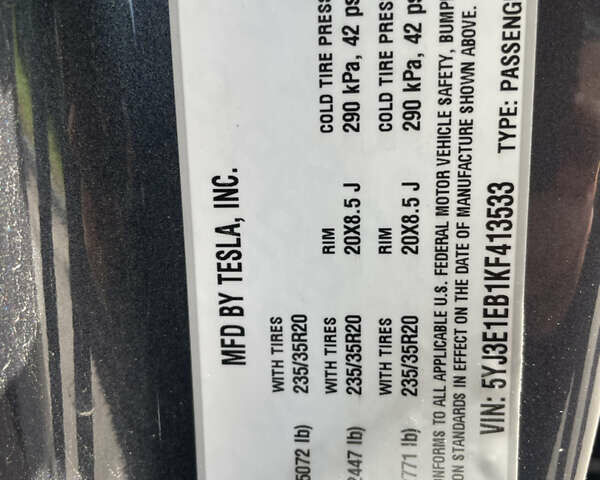 MFD BY TESLA, INC.
WITH TIRES
5072 lb) 235/35R20
WITH TIRES RIM COLD TIRE PRESS
2447 lb) 235/35R20 20X8.5 J 290 kPa, 42 ps
WITH TIRES RIM COLD TIRE PRES
771 lb) 235/35R20 20X8.5 J 290 kPa, 42 ps
ONFORMS TO ALL APPLICABLE U.S. FEDERAL MOTOR VEHICLE SAFETY, BUMP
ON STANDARDS IN EFFECT ON THE DATE OF MANUFACTURE SHOWN ABOVE.
VIN: 5YJ3E1EB1KF413533 TYPE: PASSENG